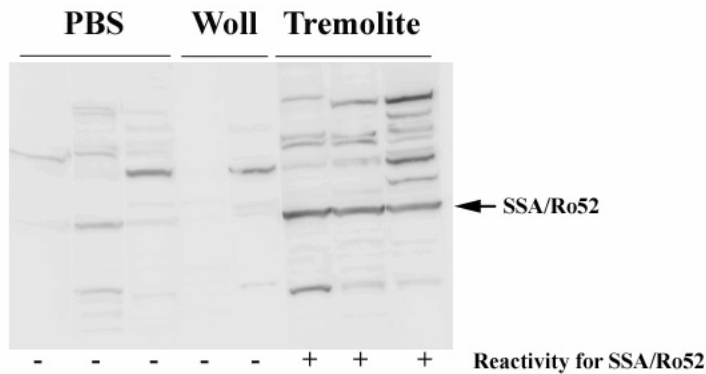 PBS Woll Tremolite
SSA/Ro52
- - - - - + + + Reactivity for SSA/Ro52